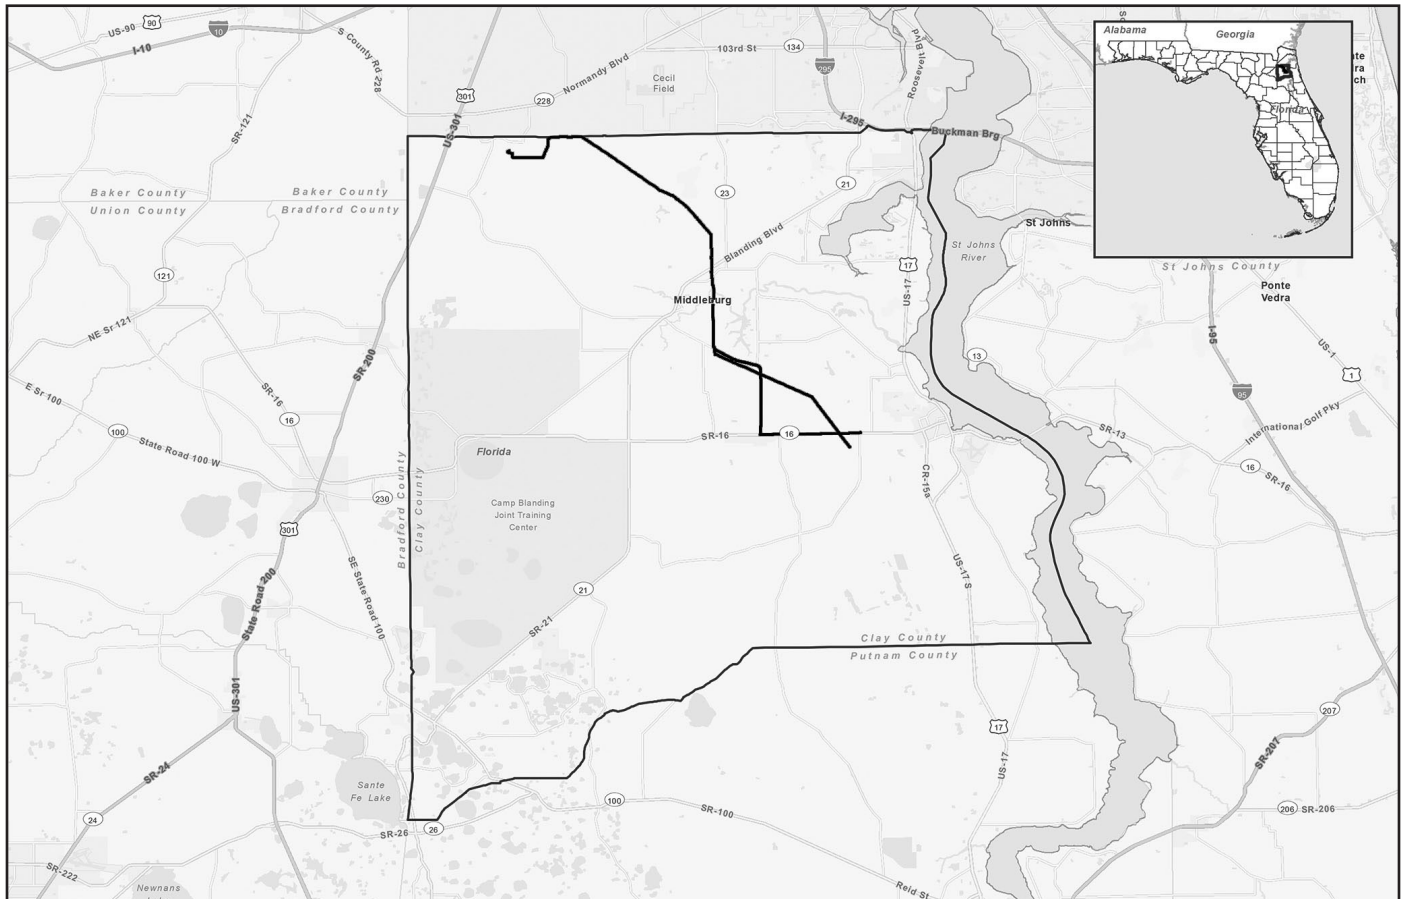 US-90
90
I-10
10
S County Rd 228
103rd St
134
295
Roosevelt Blvd
Alabama
Georgia
Florida
nte
ra
ch
Normandy Blvd
Cecil
Field
301
228
US-301
SR-121
I-295
Buckman Brg
23
21
Baker County
Union County
Baker County
Bradford County
Blanding Blvd
St Johns
St Johns
River
17
US-17
St Johns County
Ponte
Vedra
121
NE Sr 121
Middleburg
I-95
US-1
1
13
SR-200
SR-16
E Sr 100
100
State Road 100 W
16
95
International Golf Pky
SR-13
16
SR-16
SR-16
16
Florida
Bradford County
Clay County
230
Camp Blanding
Joint Training
Center
CR-15a
301
SE State Road 100
State Road 200
21
SR-21
US-17 S
Clay County
Putnam County
US-301
17
US-17
207
SR-207
SR-24
Sante
Fe Lake
24
100
SR-100
206
SR-206
SR-26
26
SR-222
Newnans
Reid St